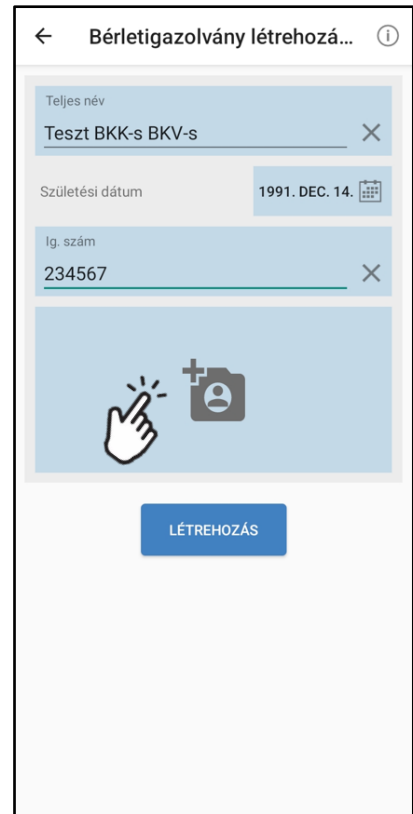 Bérletigazolvány létrehozá...
Teljes név
Teszt BKK-s BKV-s
Születési dátum
1991. DEC. 14.
Ig. szám
234567
LÉTREHOZÁS